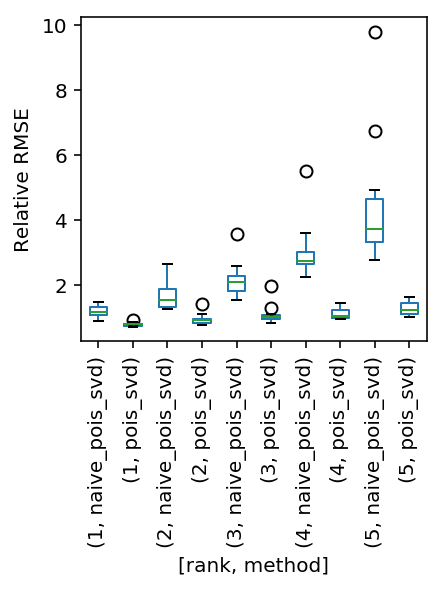 10
8
6
4
2
Relative RMSE
(1, naive_pois_svd)
(1, pois_svd)
(2, naive_pois_svd)
(2, pois_svd)
(3, naive_pois_svd)
(3, pois_svd)
(4, naive_pois_svd)
(4, pois_svd)
(5, naive_pois_svd)
(5, pois_svd)
[rank, method]